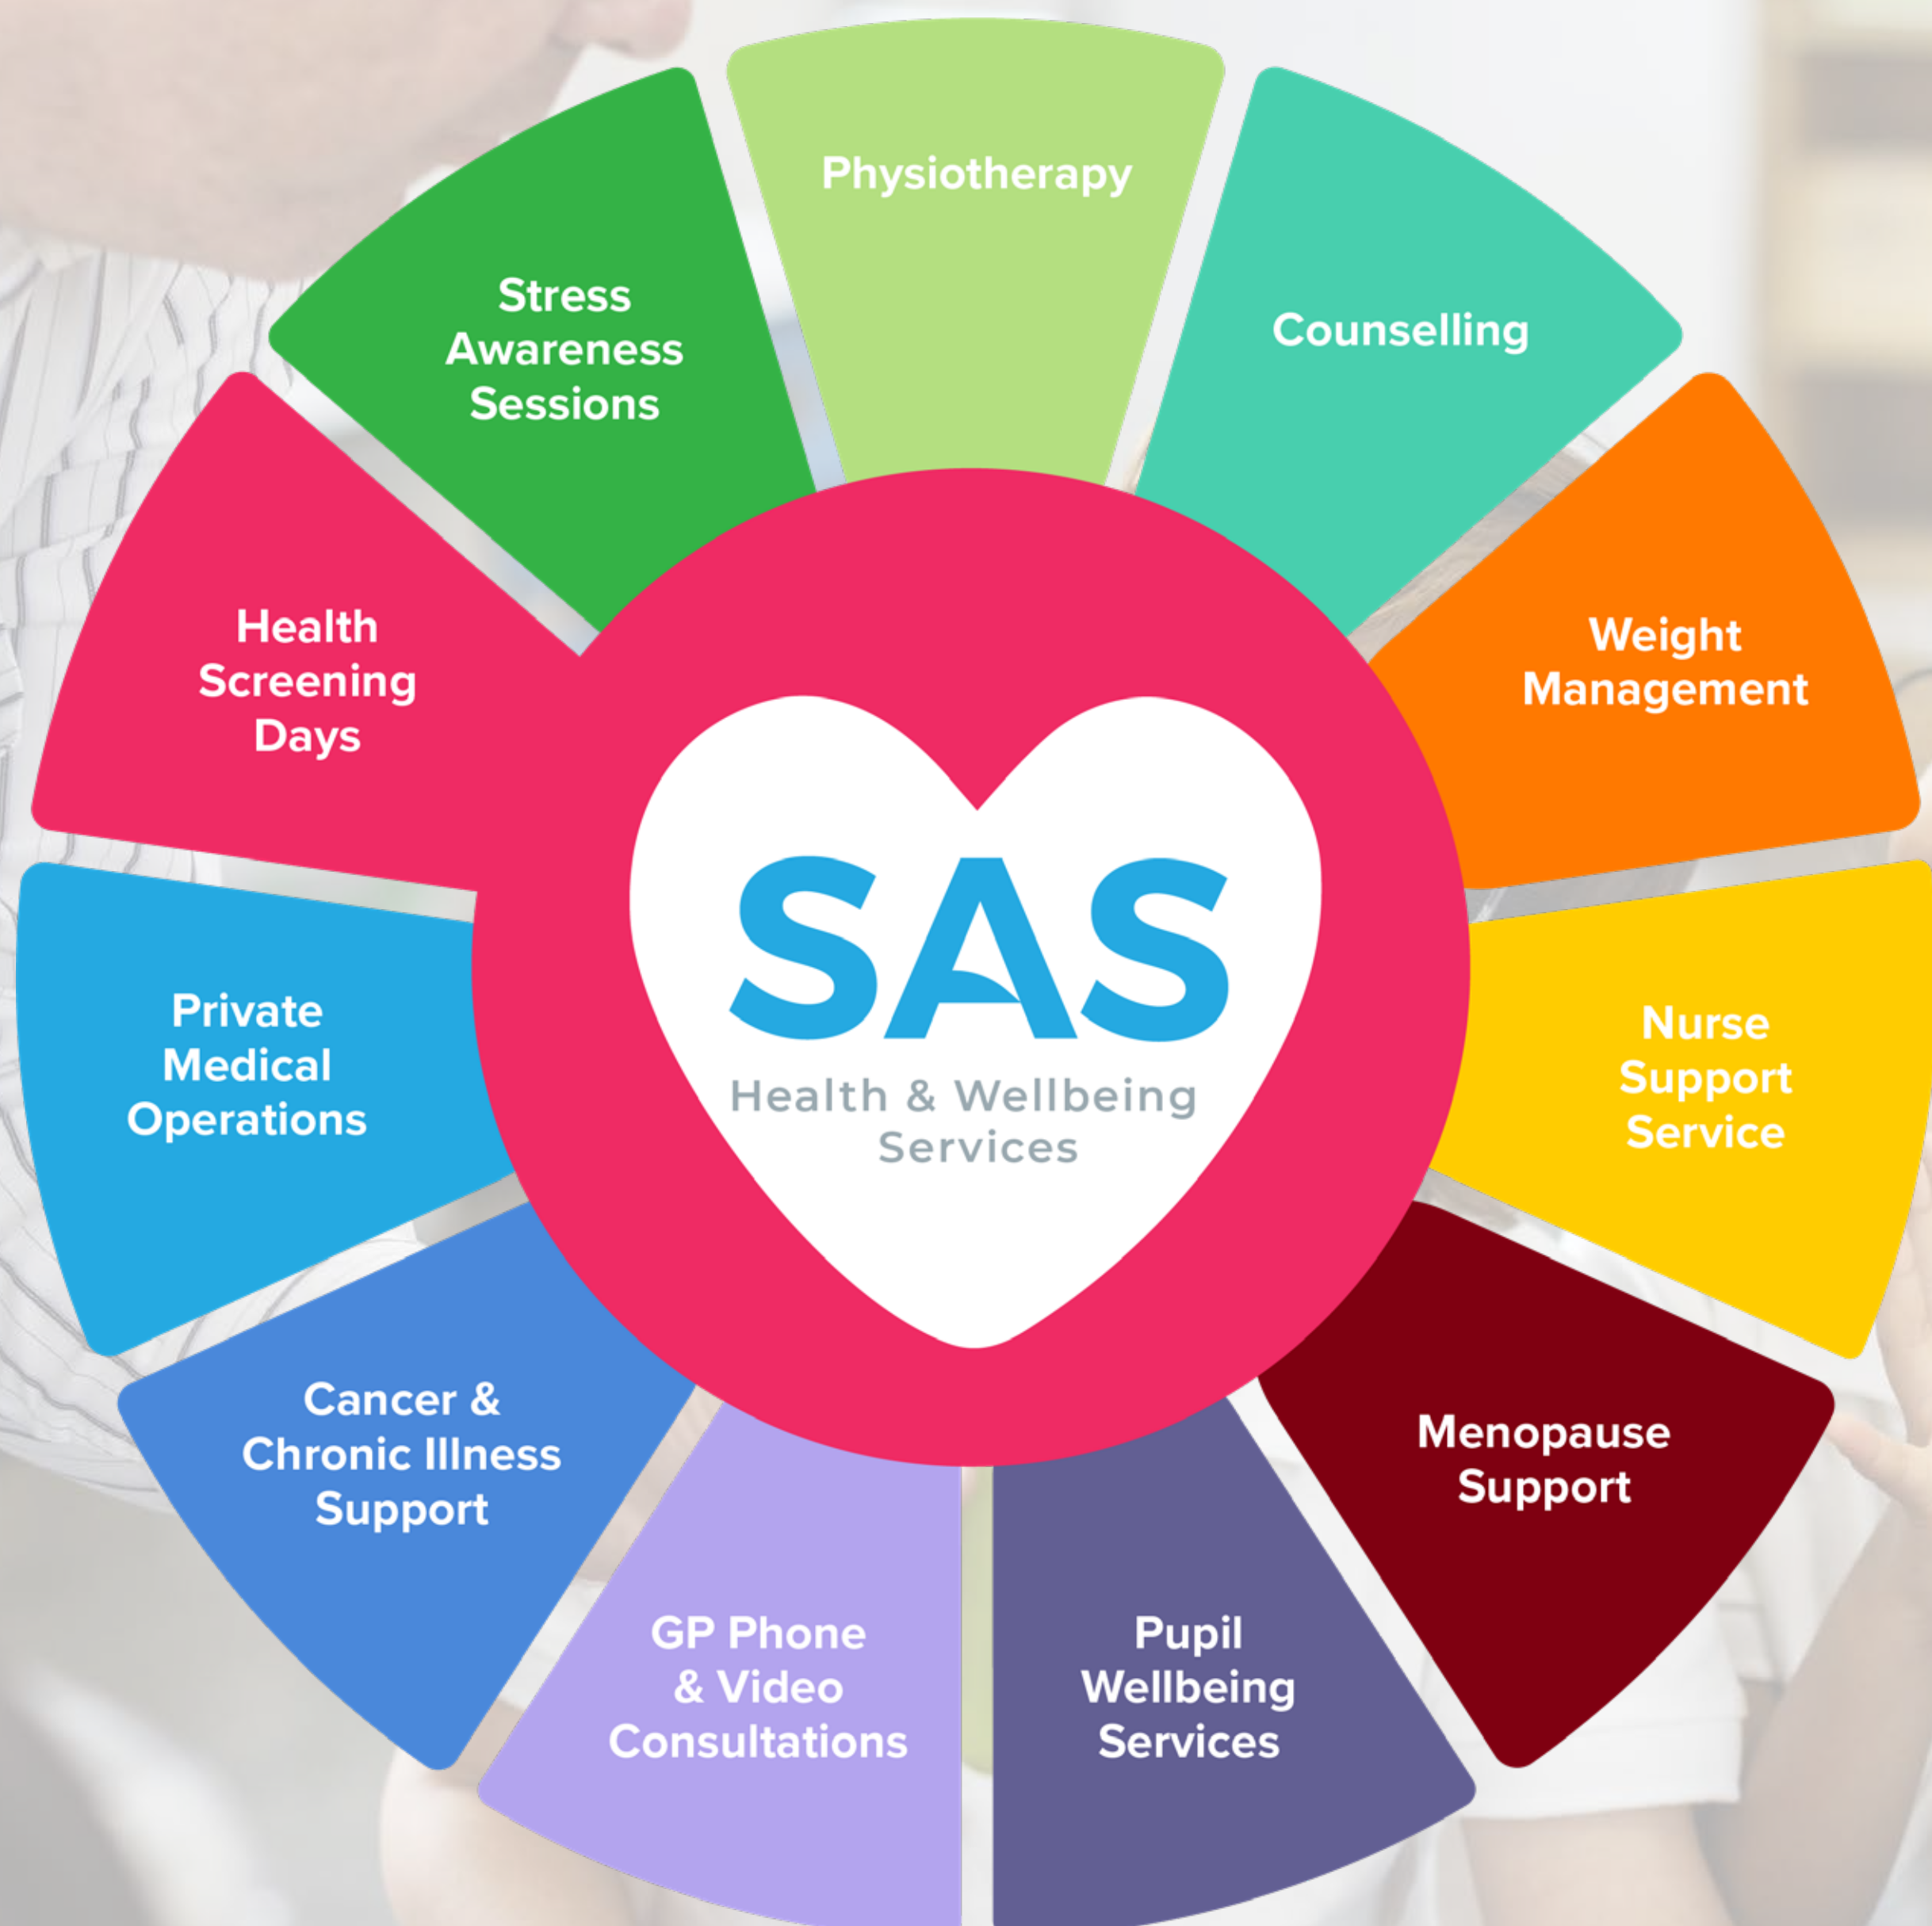 Physiotherapy
Counselling
Weight
Management
Nurse
Support
Service
Menopause
Support
Pupil
Wellbeing
Services
GP Phone
& Video
Consultations
Cancer &
Chronic Illness
Support
Private
Medical
Operations
Health
Screening
Days
Stress
Awareness
Sessions
SAS
Health & Wellbeing
Services